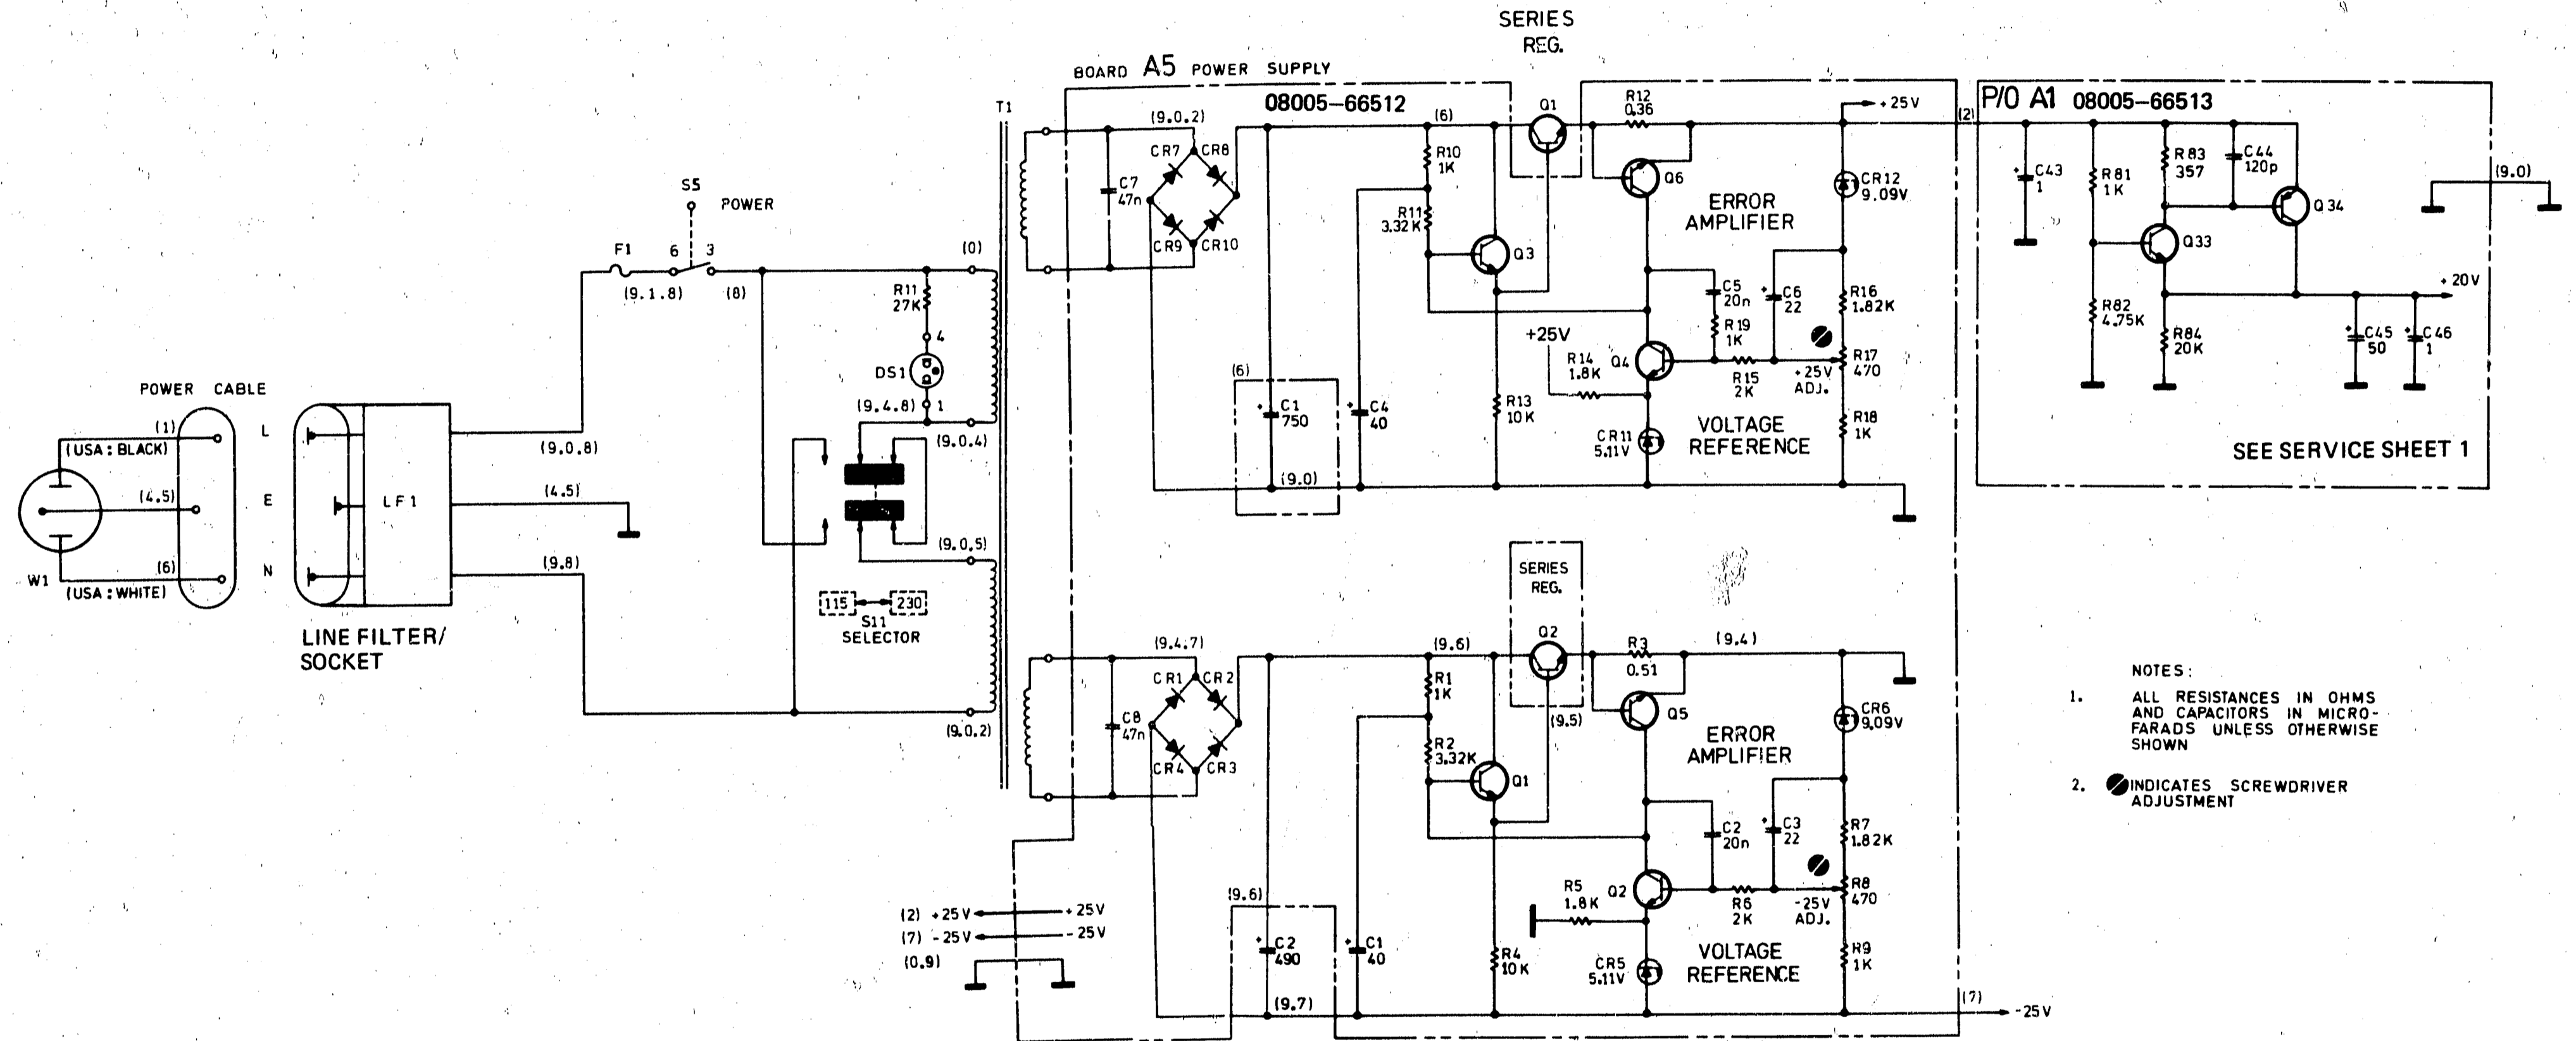 SERIES
REG.
BOARD A5 POWER SUPPLY
08005-66512
P/O A1 08005-66513
T1
(9.0.2)
CR7
CR8
CR9
CR10
C7
47n
(6)
R10
1K
R11
3.32K
Q1
R12
0.36
Q3
Q6
+25V
(2)
CR12
9.09V
ERROR
AMPLIFIER
C5
20n
R19
1K
C6
22
R16
1.82K
+25V
R14
1.8K
Q4
R15
2K
+25V
ADJ.
R17
470
R18
1K
CR11
5.11V
VOLTAGE
REFERENCE
(6)
C1
750
C4
40
R13
10K
(9.0)
C43
1
R81
1K
R83
357
C44
120p
Q34
Q33
R82
4.75K
R84
20K
+20V
C45
50
C46
1
(9.0)
SEE SERVICE SHEET 1
S5
POWER
F1
6
3
(9.1.8)
(8)
(0)
R11
27K
4
DS1
1
(9.4.8)
(9.0.4)
(9.0.5)
115
230
S11
SELECTOR
(9.0.2)
POWER CABLE
(1)
(USA:BLACK)
(4.5)
(6)
(USA:WHITE)
W1
L
E
N
LF1
(9.0.8)
(4.5)
(9.8)
LINE FILTER/
SOCKET
(9.4.7)
CR1
CR2
CR4
CR3
C8
47n
(9.6)
R1
1K
R2
3.32K
SERIES
REG.
Q2
(9.5)
R3
0.51
(9.4)
Q1
Q5
CR6
9.09V
ERROR
AMPLIFIER
C2
20n
C3
22
R7
1.82K
R5
1.8K
Q2
R6
2K
-25V
ADJ.
R8
470
R9
1K
CR5
5.11V
VOLTAGE
REFERENCE
(9.6)
C2
490
C1
40
R4
10K
(9.7)
(7)
-25V
(2) +25V
+25V
(7) -25V
-25V
(0.9)
NOTES:
1. ALL RESISTANCES IN OHMS
AND CAPACITORS IN MICRO-
FARADS UNLESS OTHERWISE
SHOWN
2. INDICATES SCREWDRIVER
ADJUSTMENT